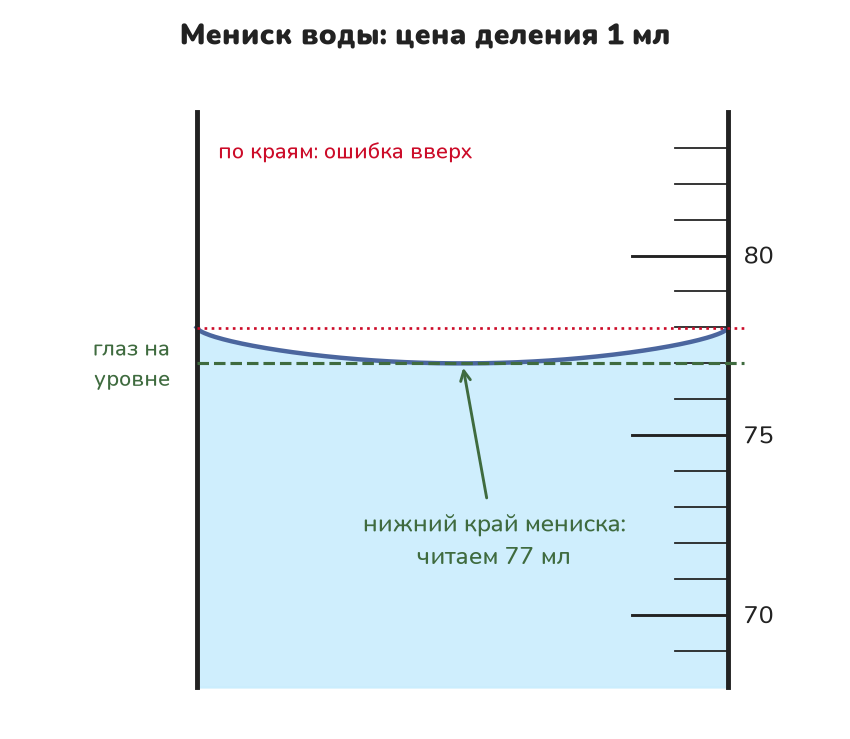 Мениск воды: цена деления 1 мл
по краям: ошибка вверх
80
глаз на
уровне
75
нижний край мениска:
читаем 77 мл
70